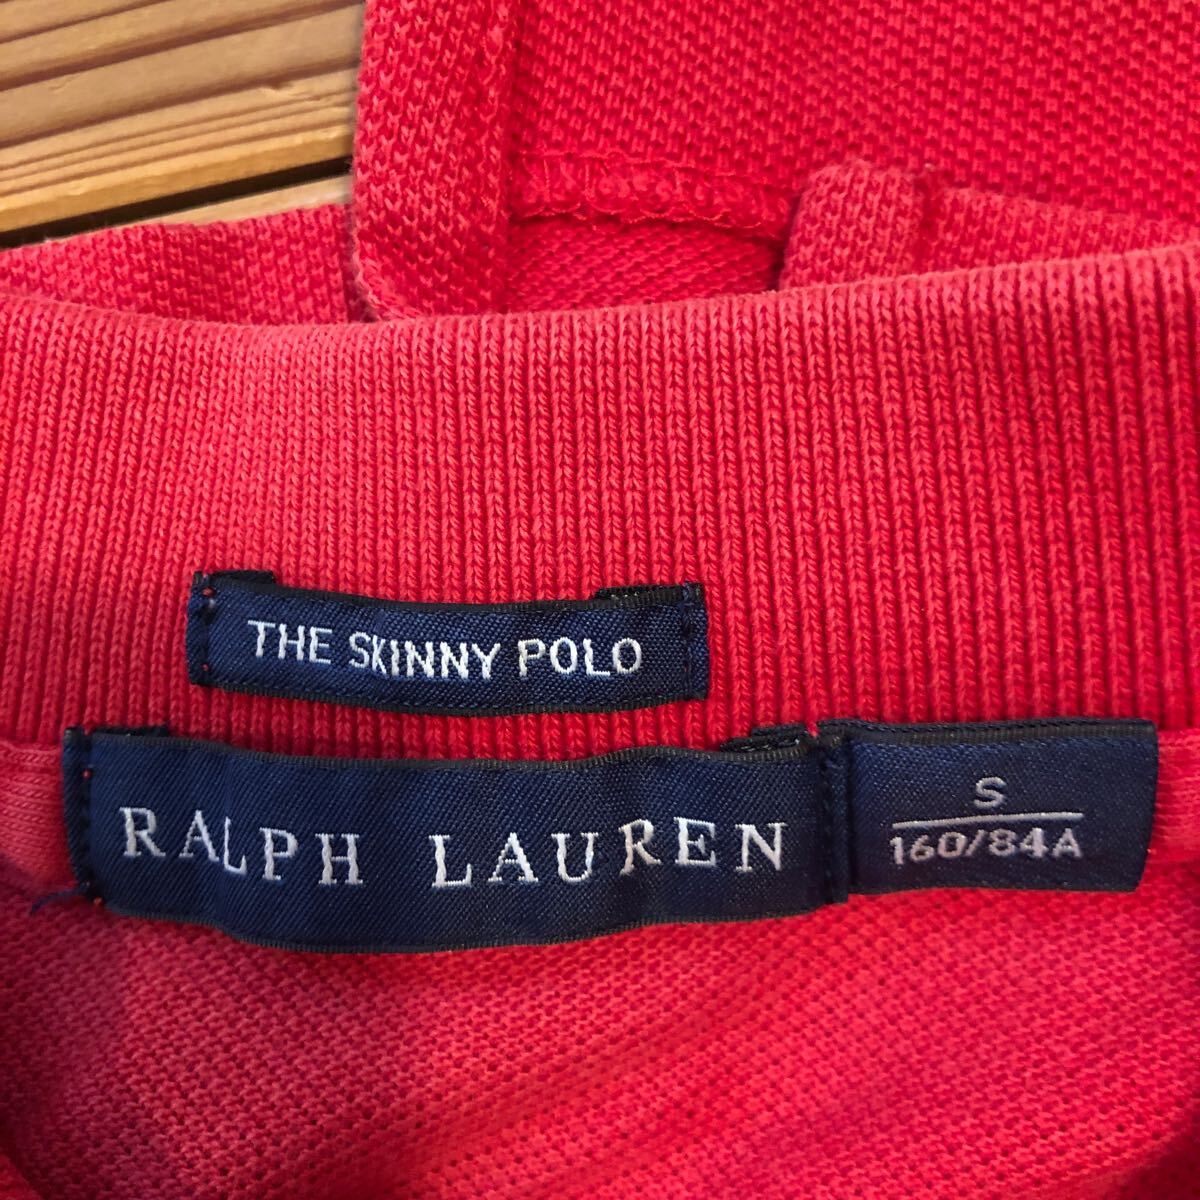 THE SKINNY POLO
RALPH LAUREN
S
160/84A